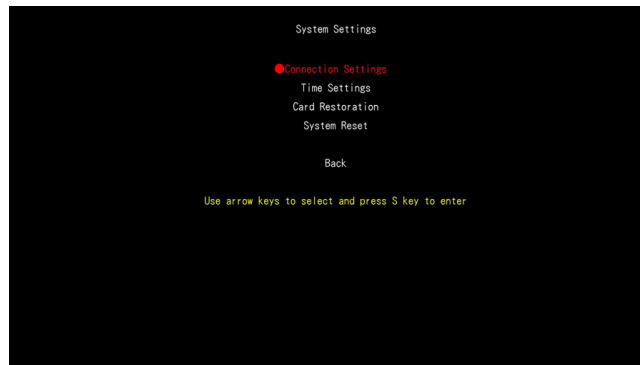 System Settings
●Connection Settings
Time Settings
Card Restoration
System Reset
Back
Use arrow keys to select and press S key to enter